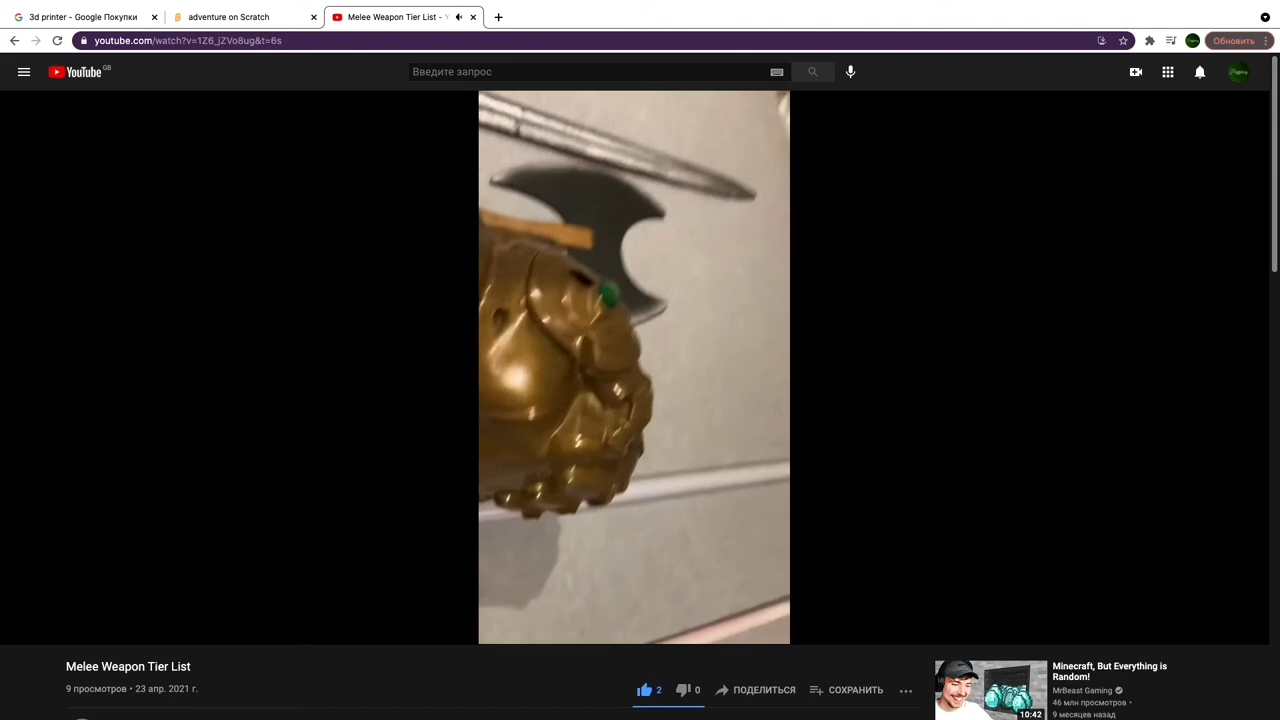 3d printer - Google Покупки
adventure on Scratch
Melee Weapon Tier List - Y
youtube.com/watch?v=1Z6_jZVo8ug&t=6s
Обновить
YouTube GB
Введите запрос
Melee Weapon Tier List
9 просмотров • 23 апр. 2021 г.
2
0
ПОДЕЛИТЬСЯ
СОХРАНИТЬ
10:42
Minecraft, But Everything is
Random!
MrBeast Gaming
46 млн просмотров •
9 месяцев назад